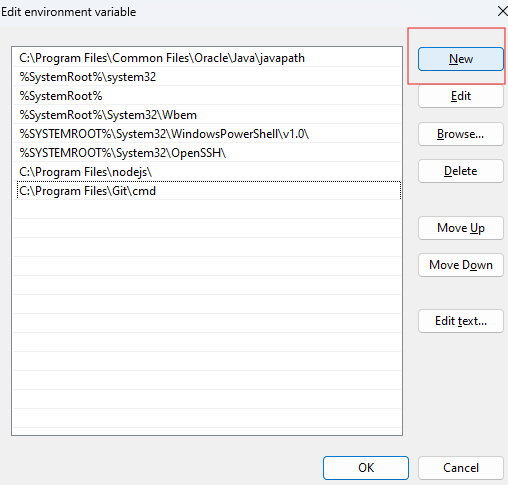 Edit environment variable
C:\Program Files\Common Files\Oracle\Java\javapath
%SystemRoot%\system32
%SystemRoot%
%SystemRoot%\System32\Wbem
%SYSTEMROOT%\System32\WindowsPowerShell\v1.0\
%SYSTEMROOT%\System32\OpenSSH\
C:\Program Files\nodejs\
C:\Program Files\Git\cmd
New
Edit
Browse...
Delete
Move Up
Move Down
Edit text...
OK
Cancel